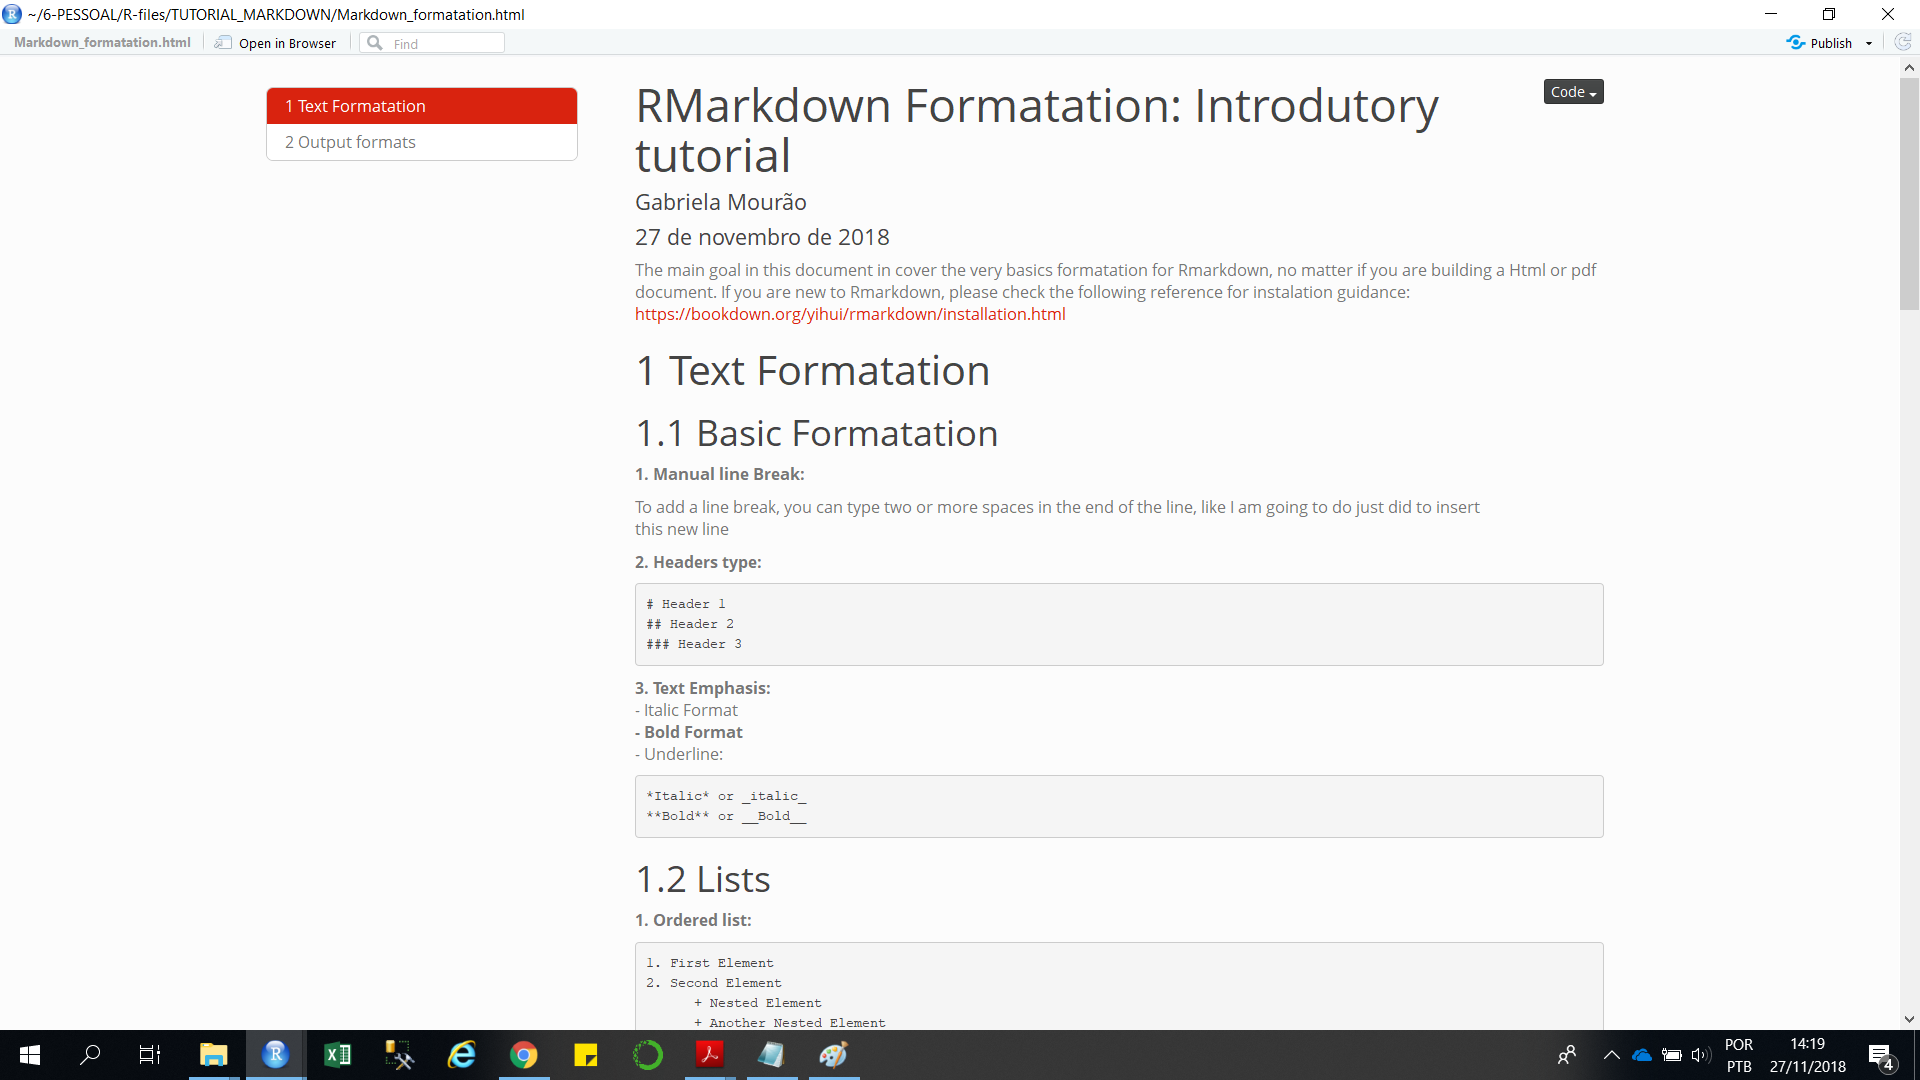 ~/6-PESSOAL/R-files/TUTORIAL_MARKDOWN/Markdown_formatation.html
Markdown_formatation.html
Open in Browser
Find
Publish
1 Text Formatation
2 Output formats
Code
RMarkdown Formatation: Introdutory
tutorial
Gabriela Mourão
27 de novembro de 2018
The main goal in this document in cover the very basics formatation for Rmarkdown, no matter if you are building a Html or pdf
document. If you are new to Rmarkdown, please check the following reference for instalation guidance:
https://bookdown.org/yihui/rmarkdown/installation.html
1 Text Formatation
1.1 Basic Formatation
1. Manual line Break:
To add a line break, you can type two or more spaces in the end of the line, like I am going to do just did to insert
this new line
2. Headers type:
# Header 1
## Header 2
### Header 3
3. Text Emphasis:
- Italic Format
- Bold Format
- Underline:
*Italic* or _italic_
**Bold** or __Bold__
1.2 Lists
1. Ordered list:
1. First Element
2. Second Element
+ Nested Element
+ Another Nested Element
POR
PTB
14:19
27/11/2018
4